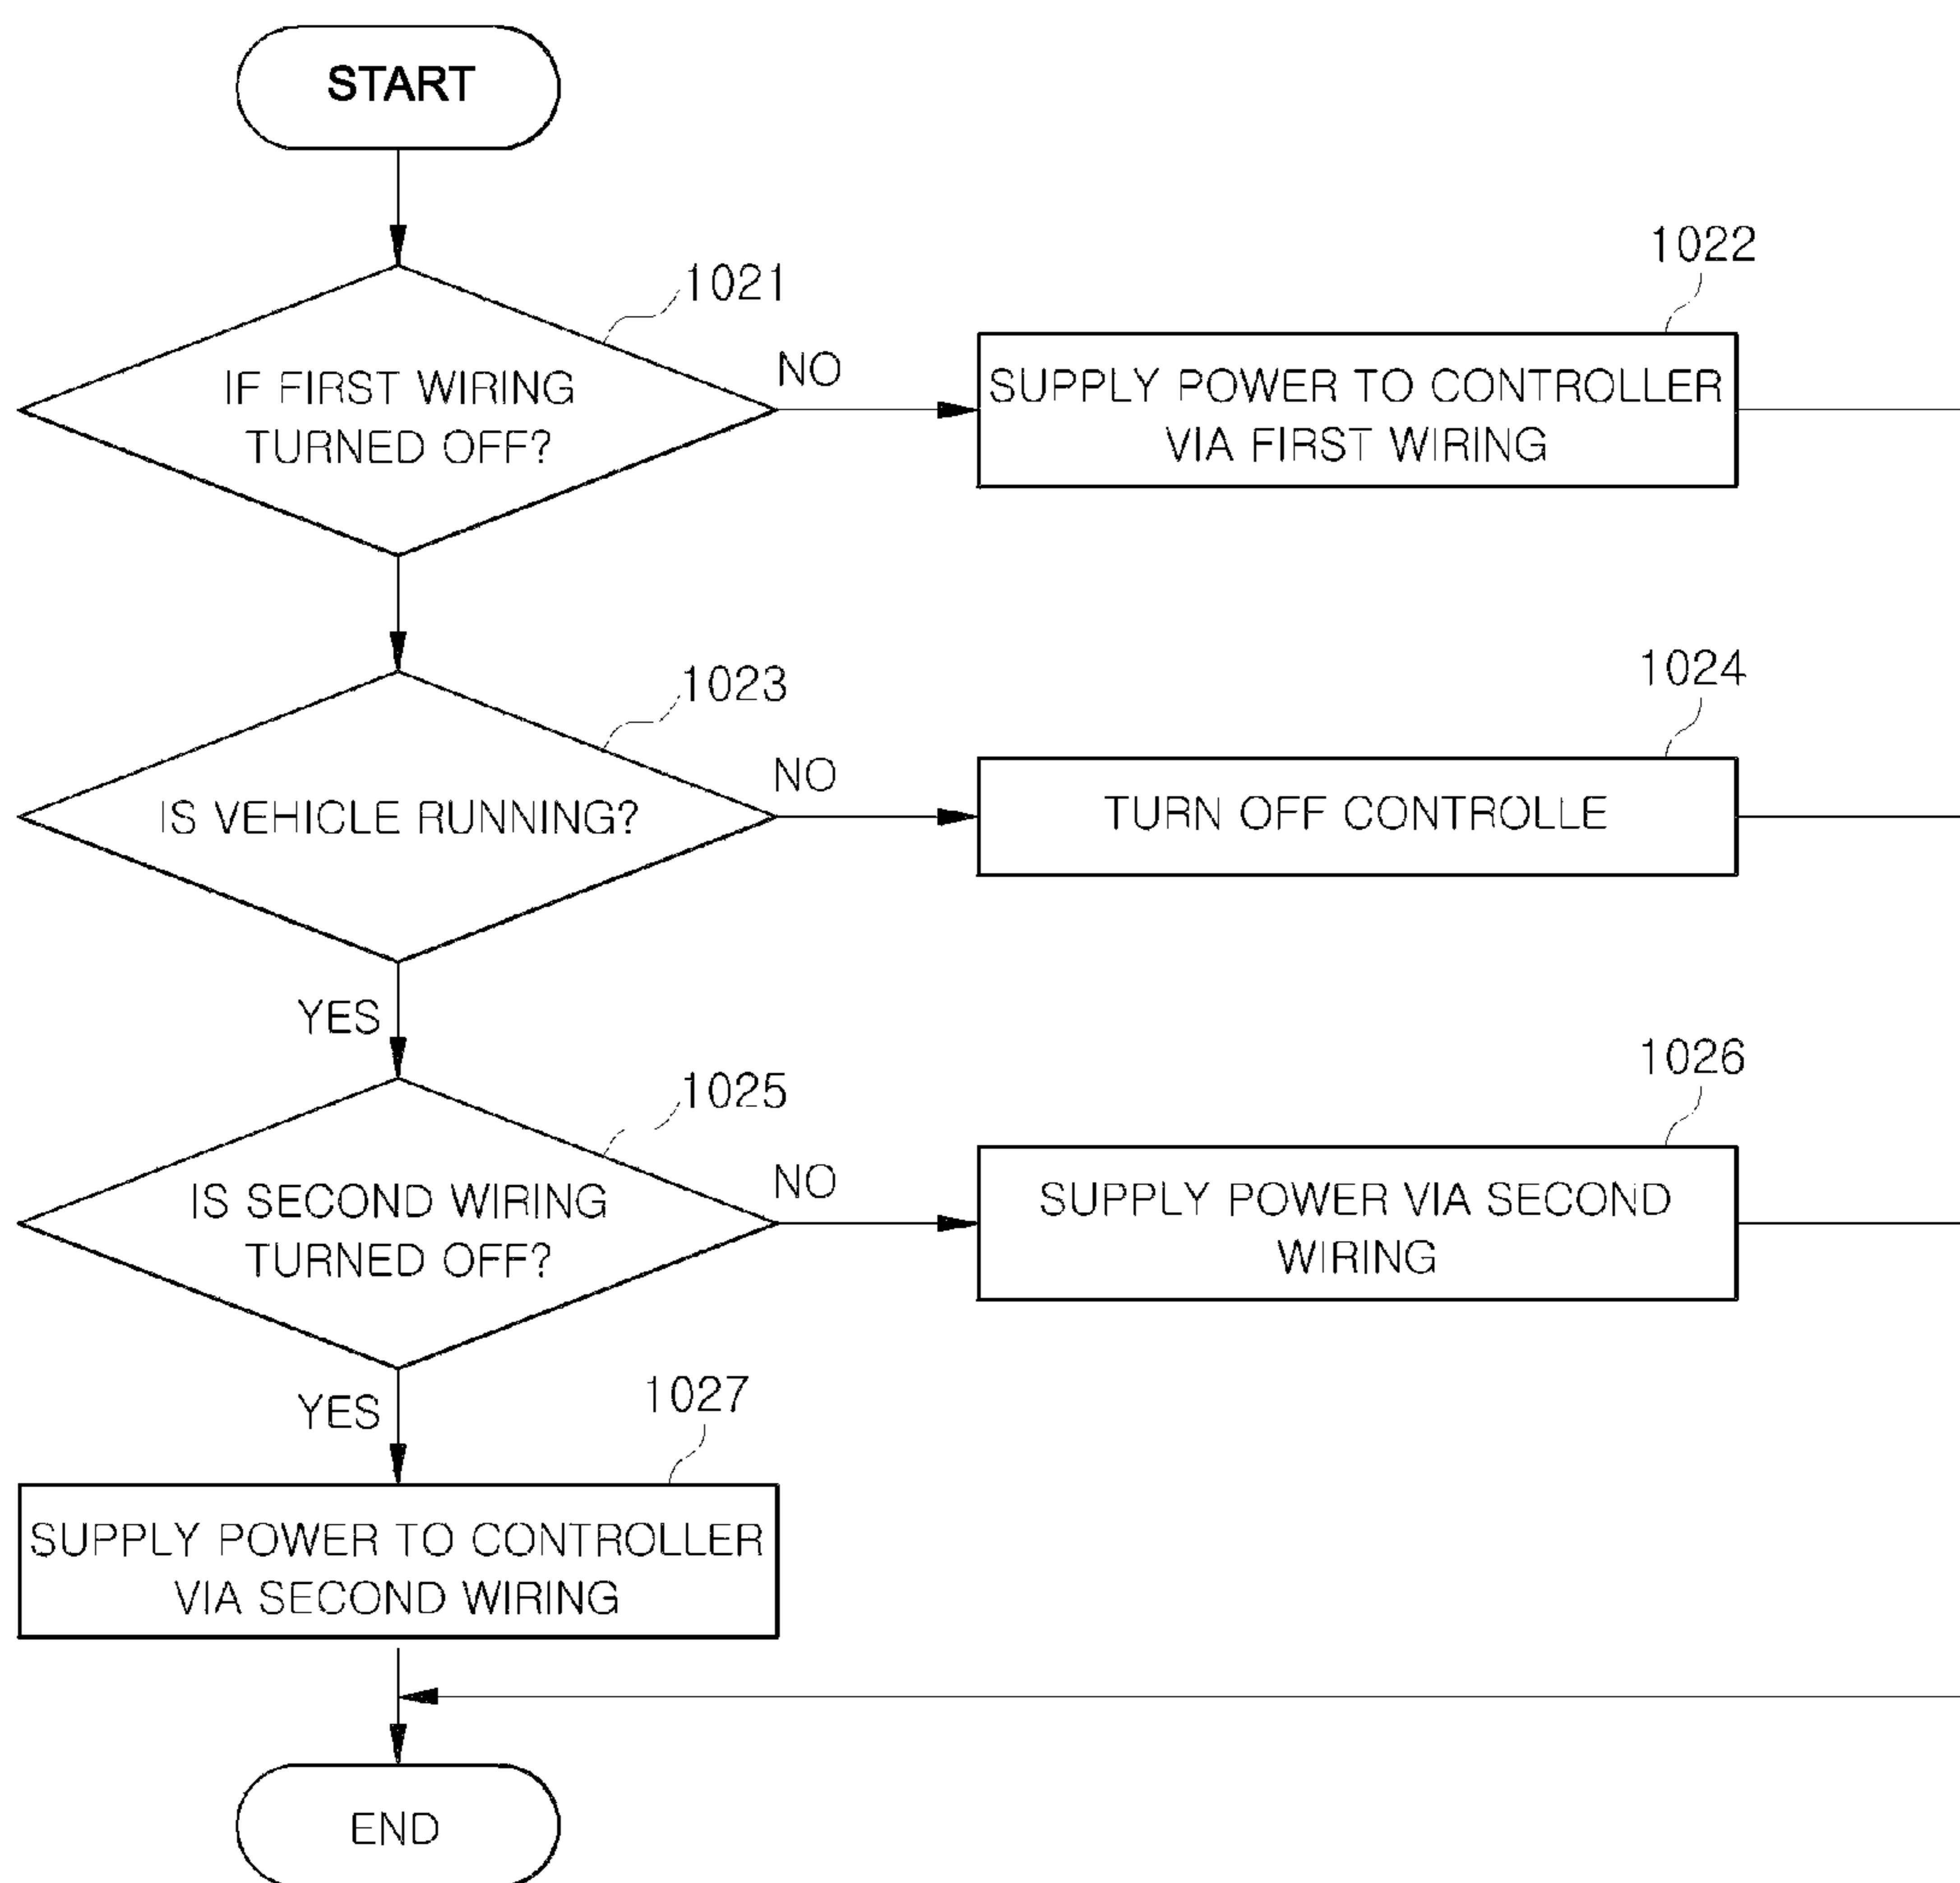 START
1021
IF FIRST WIRING
TURNED OFF?
NO
1022
SUPPLY POWER TO CONTROLLER
VIA FIRST WIRING
1023
IS VEHICLE RUNNING?
NO
1024
TURN OFF CONTROLLE
YES
1025
IS SECOND WIRING
TURNED OFF?
NO
1026
SUPPLY POWER VIA SECOND
WIRING
YES
1027
SUPPLY POWER TO CONTROLLER
VIA SECOND WIRING
END